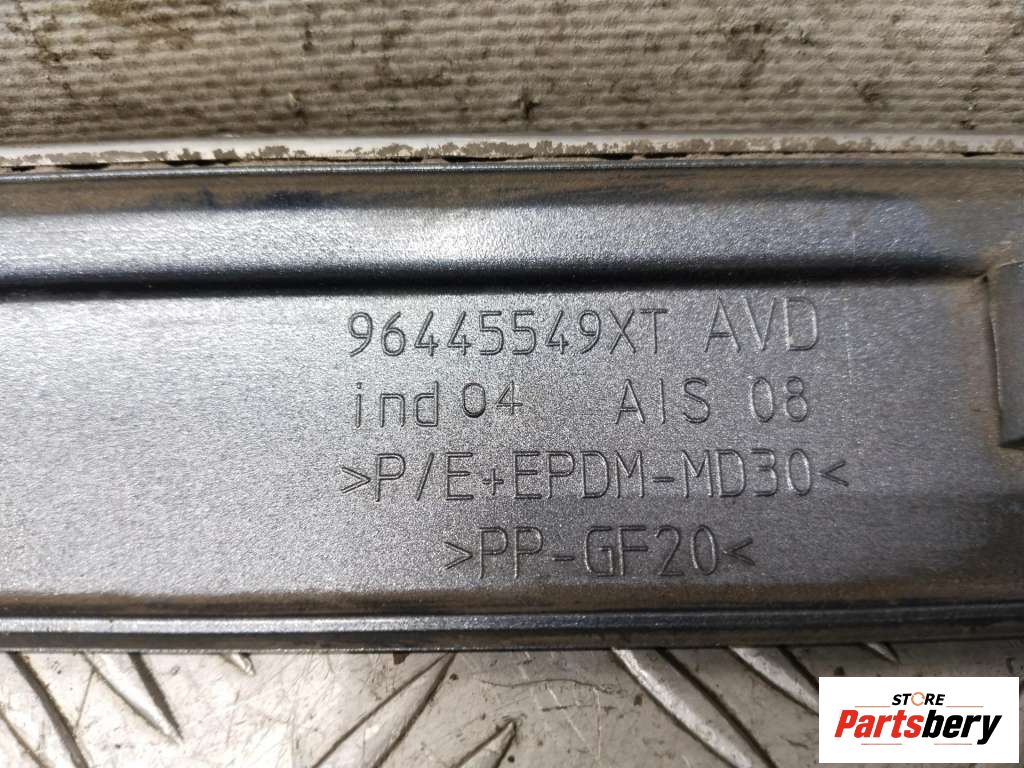 96445549XT AVD
ind 04 AIS 08
>P/E+EPDM-MD30<
>PP-GF20<
STORE
Partsbery